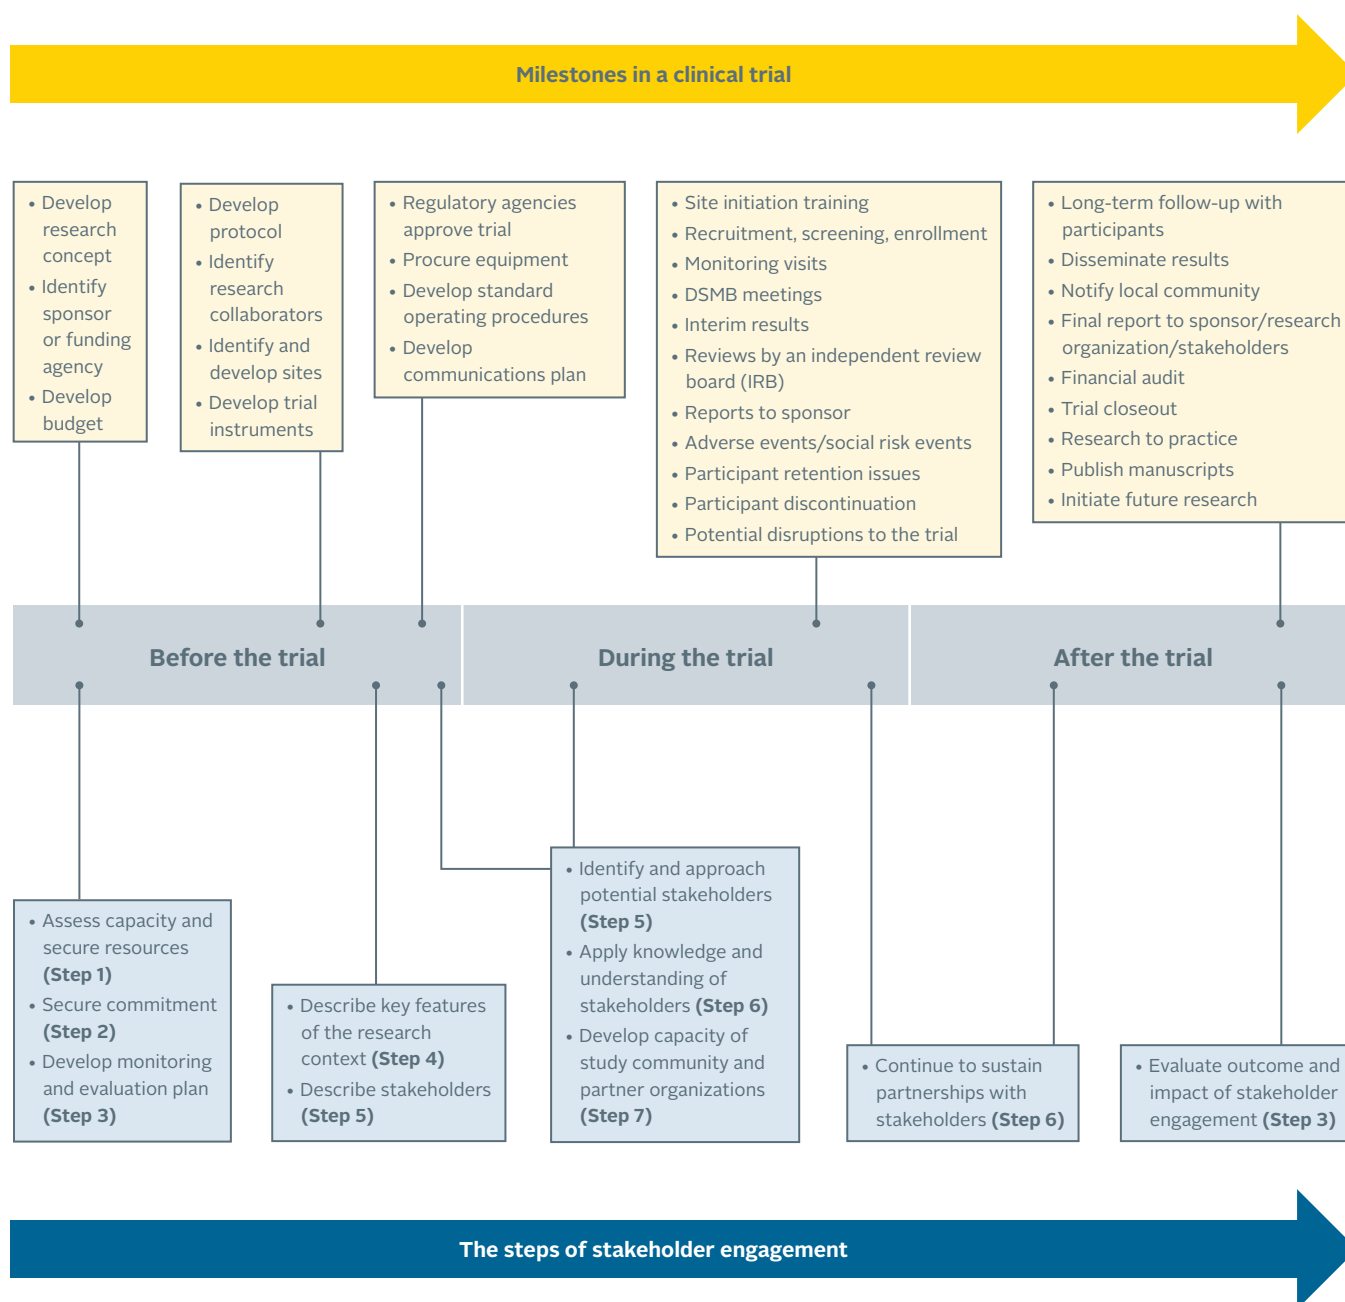 Milestones in a clinical trial
• Develop
research
concept
• Identify
sponsor
or funding
agency
• Develop
budget
• Develop
protocol
• Identify
research
collaborators
• Identify and
develop sites
• Develop trial
instruments
• Regulatory agencies
approve trial
• Procure equipment
• Develop standard
operating procedures
• Develop
communications plan
• Site initiation training
• Recruitment, screening, enrollment
• Monitoring visits
• DSMB meetings
• Interim results
• Reviews by an independent review
board (IRB)
• Reports to sponsor
• Adverse events/social risk events
• Participant retention issues
• Participant discontinuation
• Potential disruptions to the trial
• Long-term follow-up with
participants
• Disseminate results
• Notify local community
• Final report to sponsor/research
organization/stakeholders
• Financial audit
• Trial closeout
• Research to practice
• Publish manuscripts
• Initiate future research
Before the trial
During the trial
After the trial
• Assess capacity and
secure resources
(Step 1)
• Secure commitment
(Step 2)
• Develop monitoring
and evaluation plan
(Step 3)
• Describe key features
of the research
context (Step 4)
• Describe stakeholders
(Step 5)
• Identify and approach
potential stakeholders
(Step 5)
• Apply knowledge and
understanding of
stakeholders (Step 6)
• Develop capacity of
study community and
partner organizations
(Step 7)
• Continue to sustain
partnerships with
stakeholders (Step 6)
• Evaluate outcome and
impact of stakeholder
engagement (Step 3)
The steps of stakeholder engagement